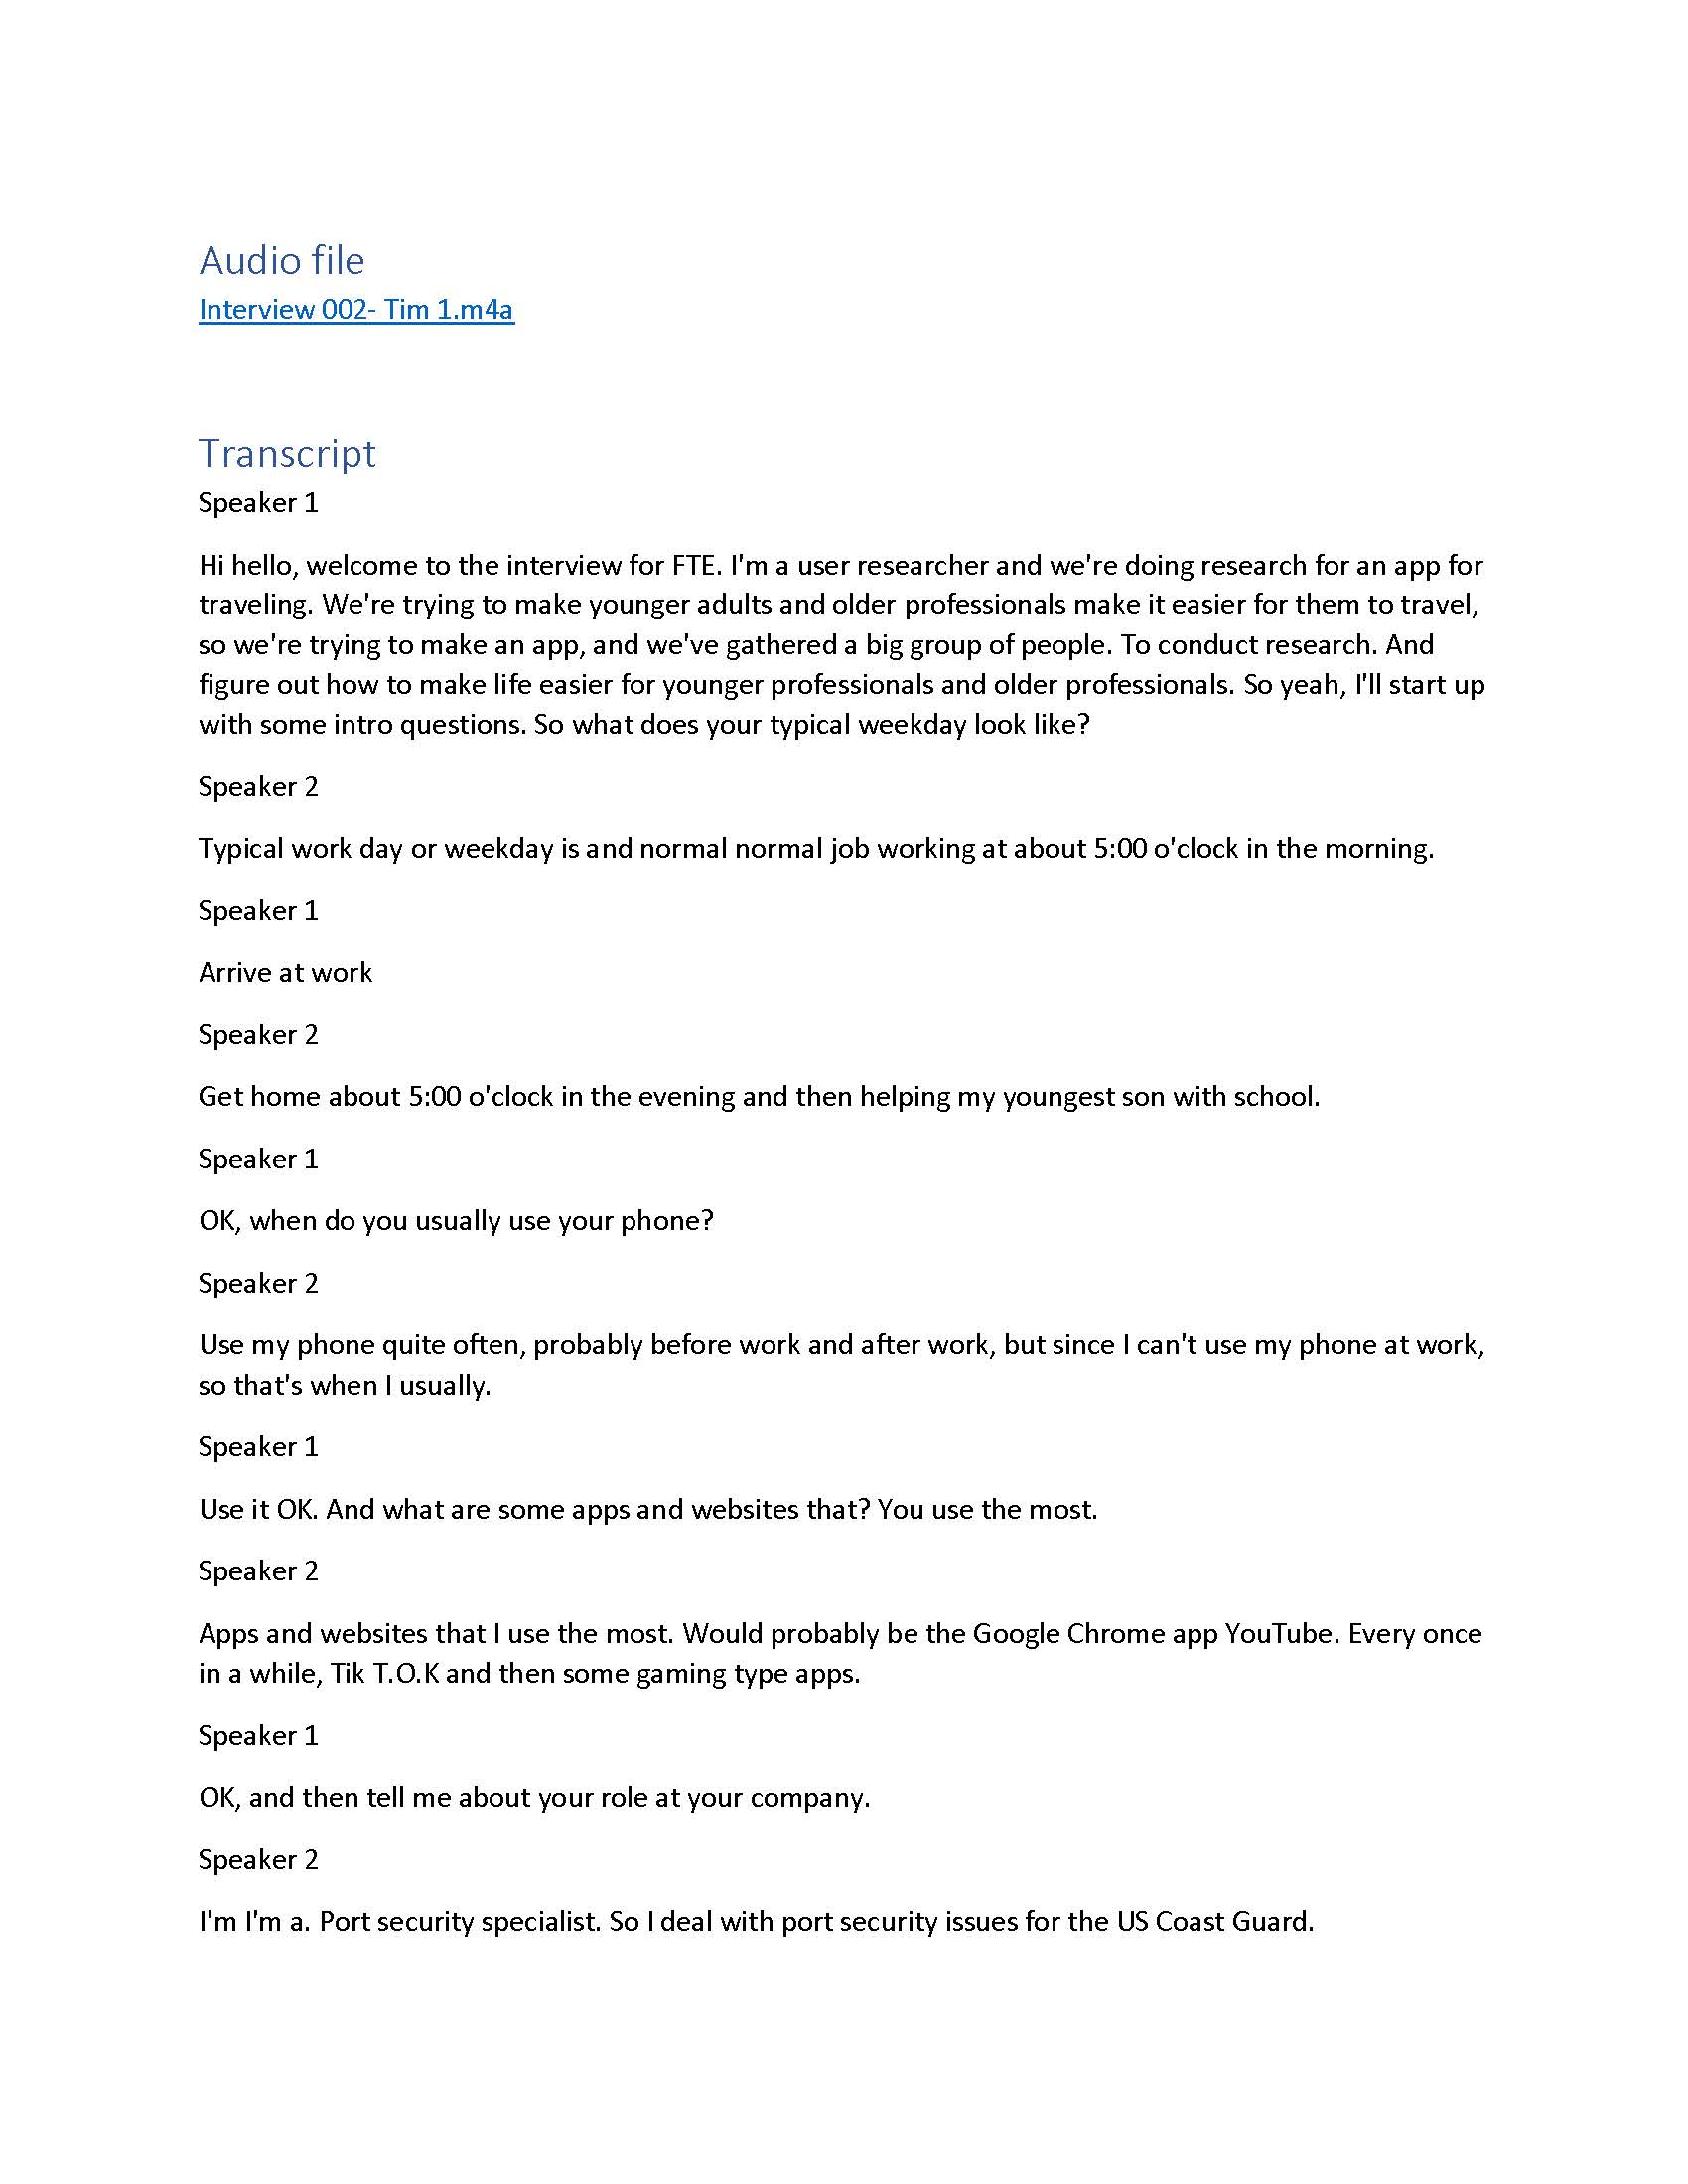 Audio file
Interview 002- Tim 1.m4a
Transcript
Speaker 1
Hi hello, welcome to the interview for FTE. I'm a user researcher and we're doing research for an app for
traveling. We're trying to make younger adults and older professionals make it easier for them to travel,
so we're trying to make an app, and we've gathered a big group of people. To conduct research. And
figure out how to make life easier for younger professionals and older professionals. So yeah, I'll start up
with some intro questions. So what does your typical weekday look like?
Speaker 2
Typical work day or weekday is and normal normal job working at about 5:00 o'clock in the morning.
Speaker 1
Arrive at work
Speaker 2
Get home about 5:00 o'clock in the evening and then helping my youngest son with school.
Speaker 1
OK, when do you usually use your phone?
Speaker 2
Use my phone quite often, probably before work and after work, but since I can't use my phone at work,
so that's when I usually.
Speaker 1
Use it OK. And what are some apps and websites that? You use the most.
Speaker 2
Apps and websites that I use the most. Would probably be the Google Chrome app YouTube. Every once
in a while, Tik T.O.K and then some gaming type apps.
Speaker 1
OK, and then tell me about your role at your company.
Speaker 2
I'm I'm a. Port security specialist. So I deal with port security issues for the US Coast Guard.